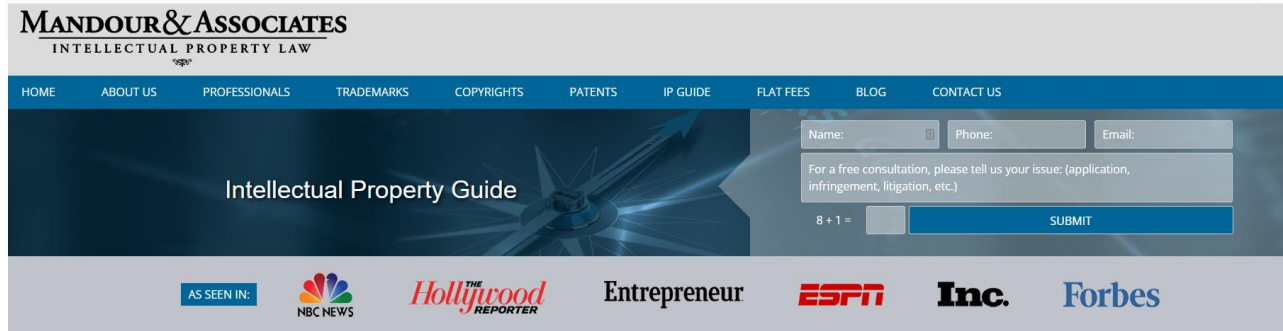 MANDOUR & ASSOCIATES
INTELLECTUAL PROPERTY LAW
HOME ABOUT US PROFESSIONALS TRADEMARKS COPYRIGHTS PATENTS IP GUIDE FLAT FEES BLOG CONTACT US
Name: Phone: Email:
For a free consultation, please tell us your issue: (application,
infringement, litigation, etc.)
Intellectual Property Guide
8 + 1 = SUBMIT
AS SEEN IN: NBC NEWS THE Hollywood REPORTER Entrepreneur ESPN Inc. Forbes